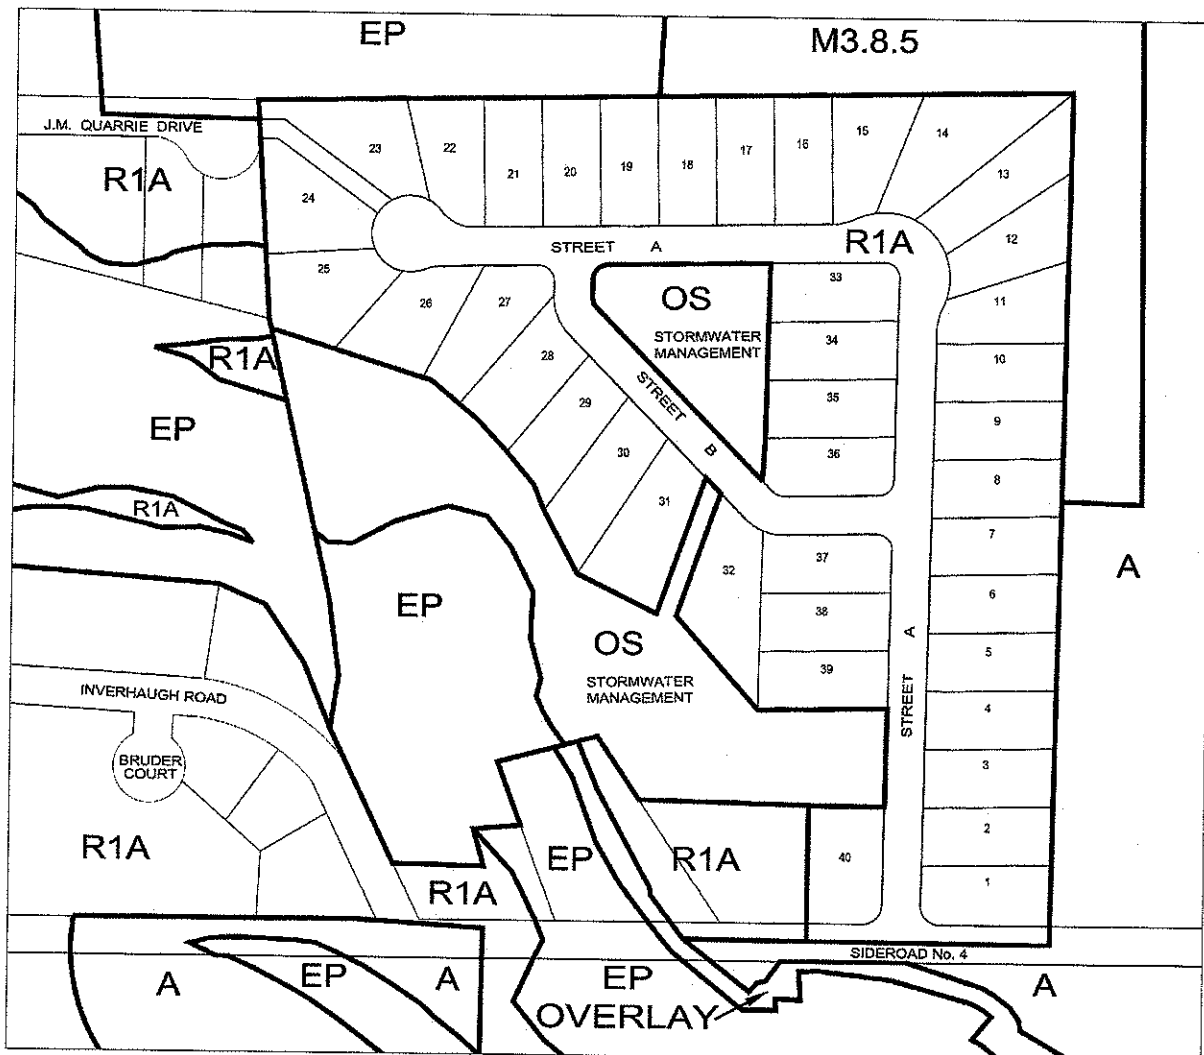 EP
M3.8.5
J.M. QUARRIE DRIVE
R1A
23
22
21
20
19
18
17
16
15
14
13
12
11
24
25
STREET A
R1A
26
27
28
29
30
31
32
OS
STORMWATER
MANAGEMENT
STREET B
33
34
35
36
10
9
8
7
6
5
4
3
2
1
R1A
EP
R1A
EP
A
37
38
39
STREET A
OS
STORMWATER
MANAGEMENT
INVERHAUGH ROAD
BRUDER
COURT
R1A
R1A
EP
R1A
40
SIDEROAD No. 4
A
EP
A
EP
OVERLAY
A